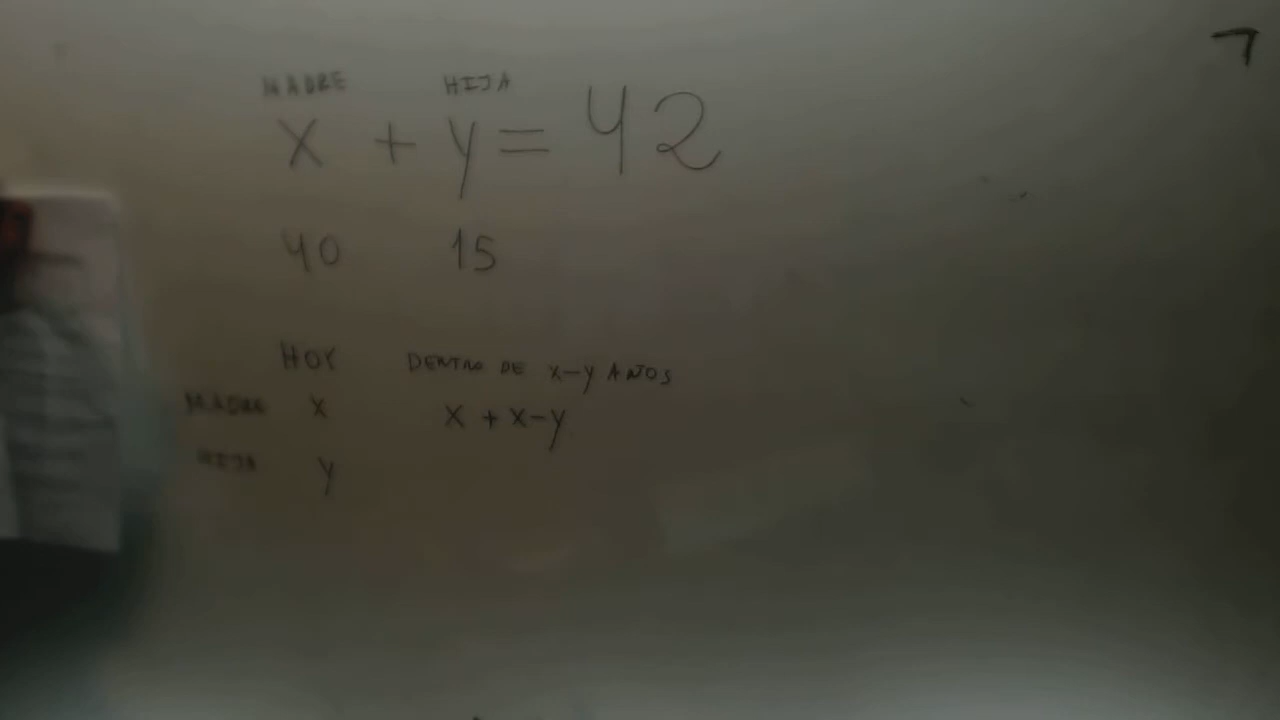 MADRE HIJA
x + y = 42
40 15
HOY DENTRO DE x-y AÑOS
MADRE x x + x-y
HIJA y